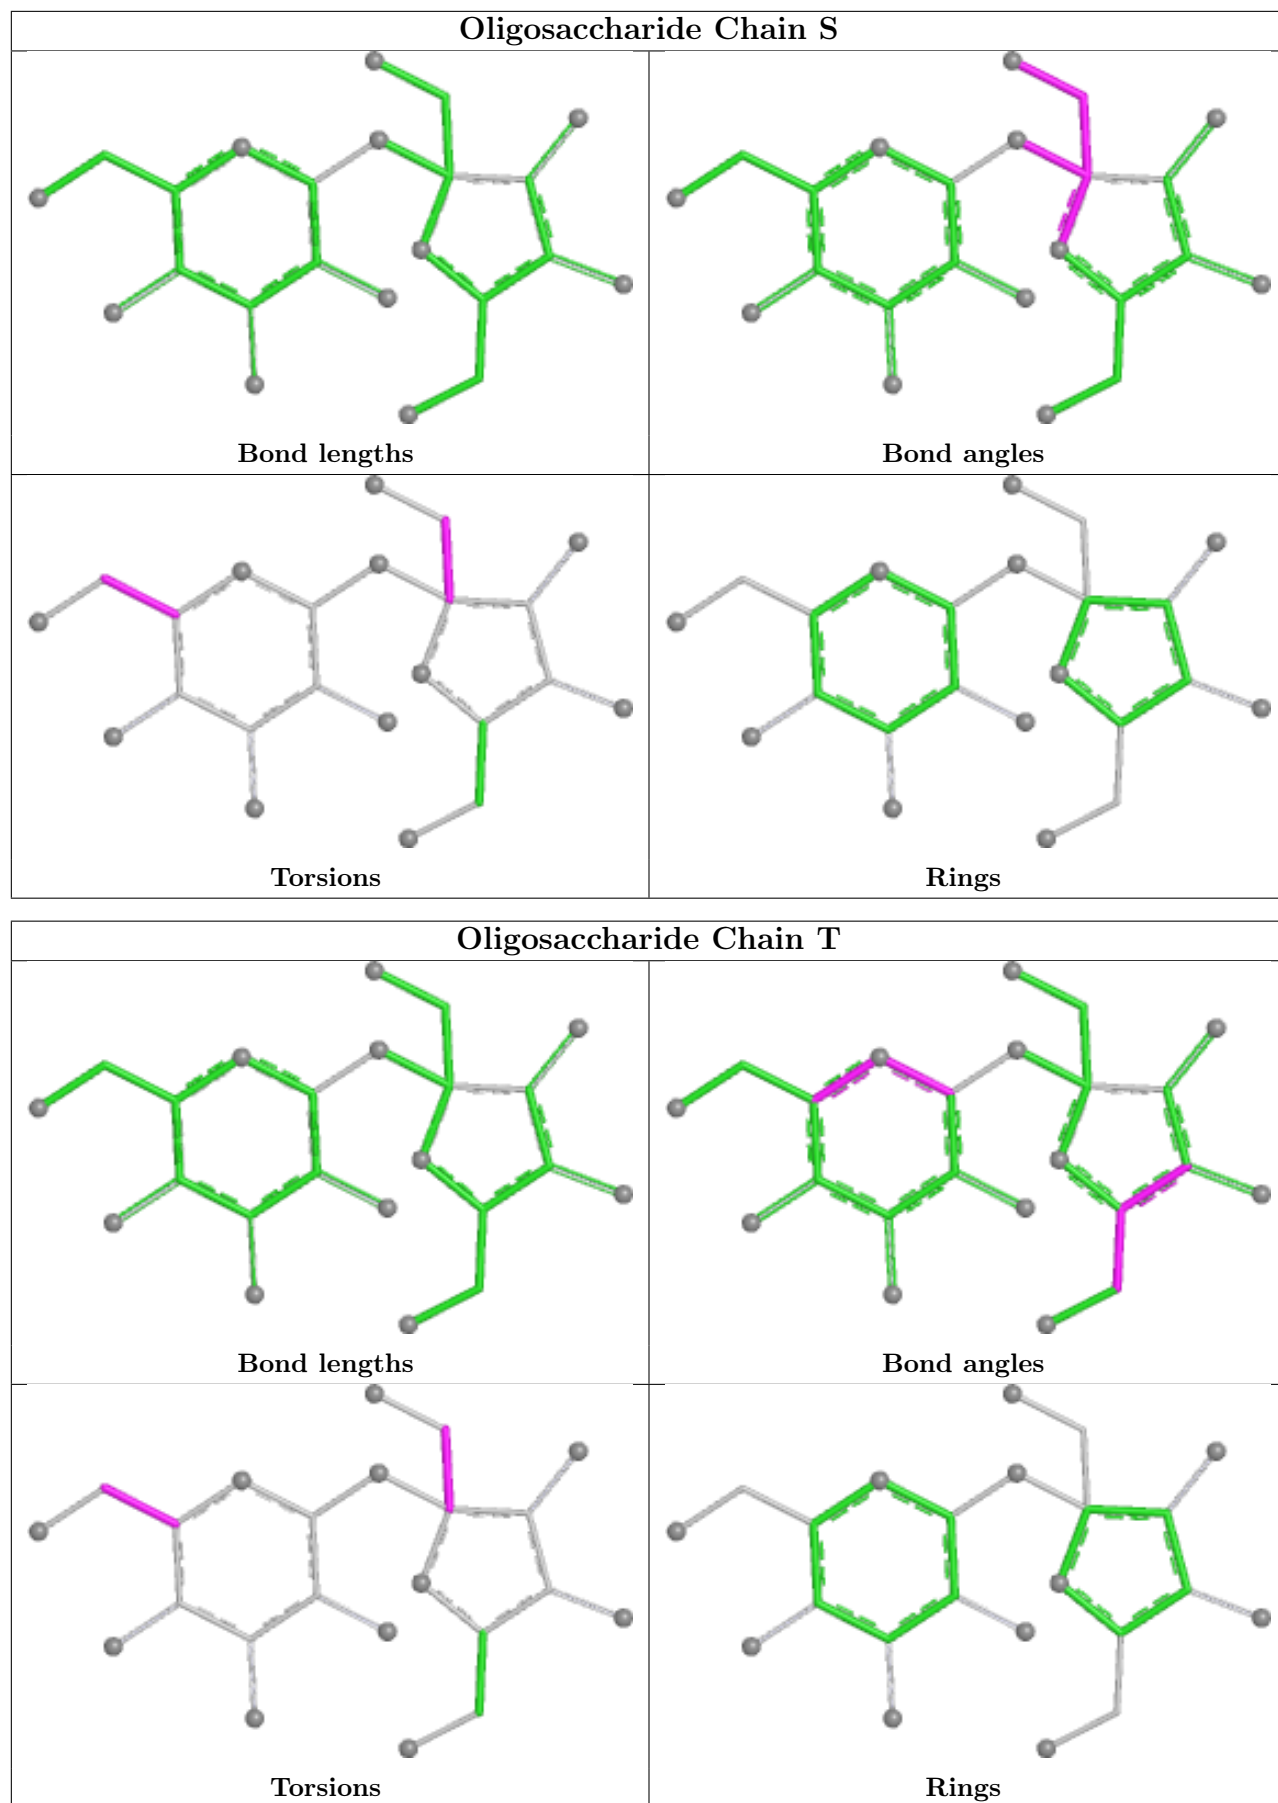 Oligosaccharide Chain S
Bond lengths
Bond angles
Torsions
Rings
Oligosaccharide Chain T
Bond lengths
Bond angles
Torsions
Rings